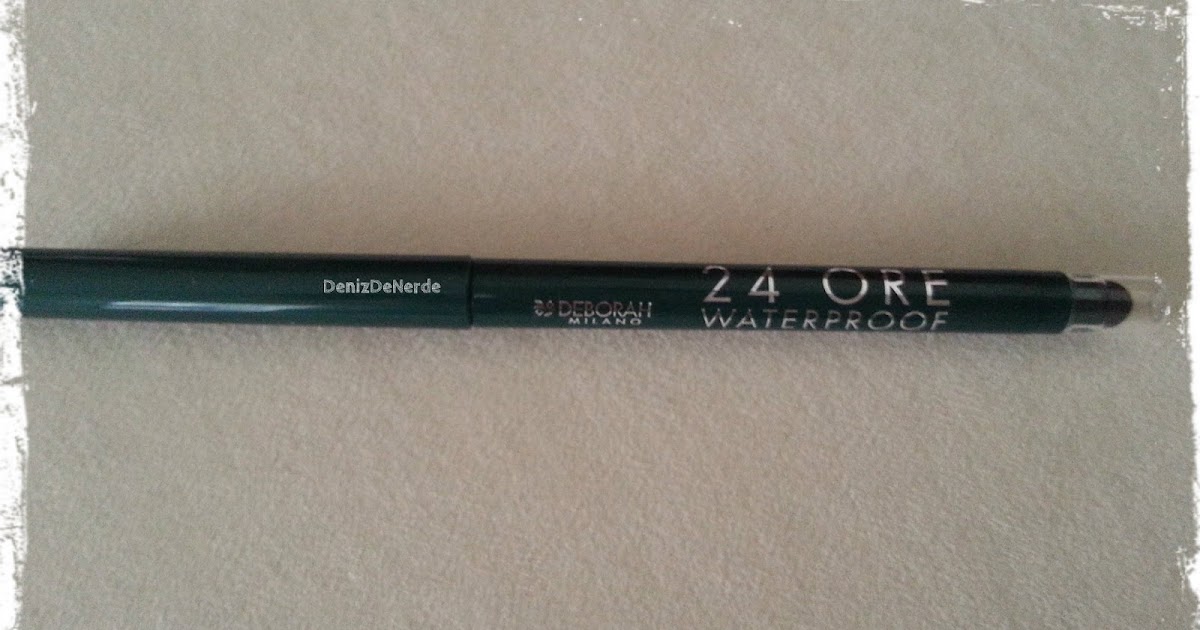 DenizDeNerde
DEBORAH
MILANO
24 ORE
WATERPROOF